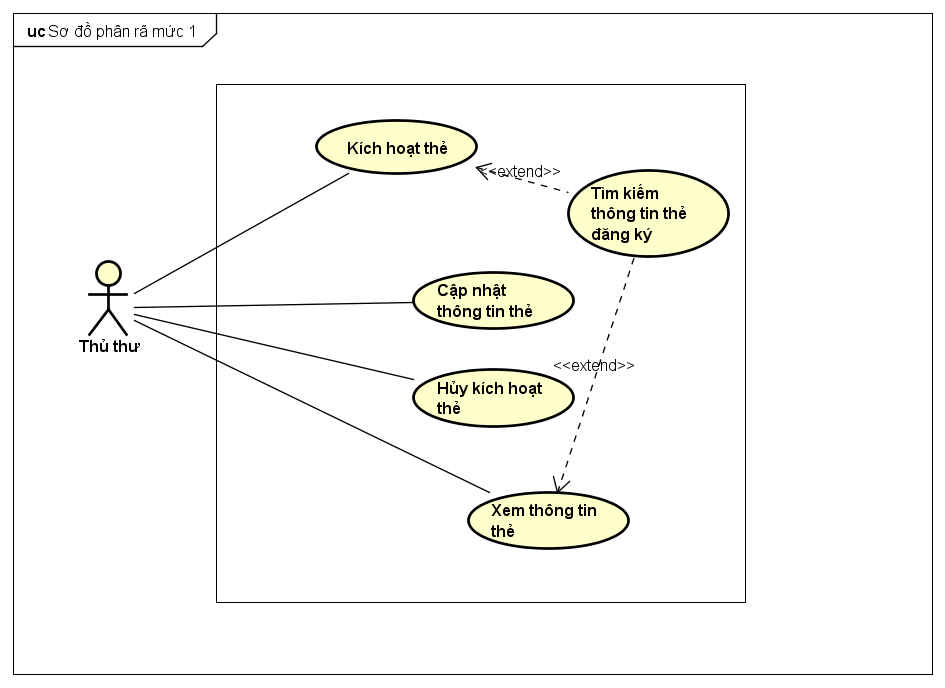 uc Sơ đồ phân rã mức 1
Kích hoạt thẻ
<<extend>>
Tìm kiếm
thông tin thẻ
đăng ký
Cập nhật
thông tin thẻ
Thủ thư
<<extend>>
Hủy kích hoạt
thẻ
Xem thông tin
thẻ